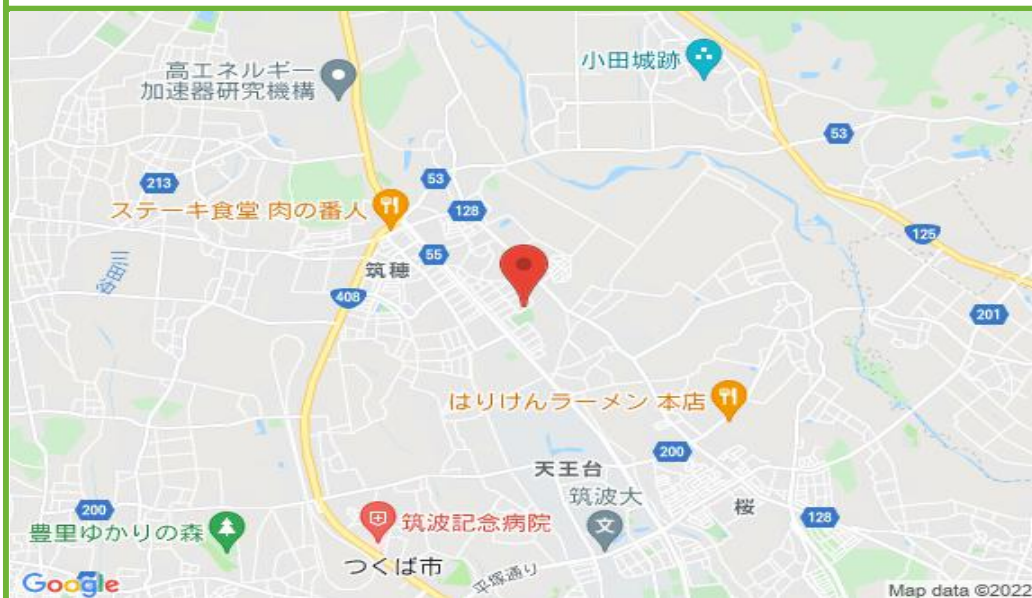 高エネルギー
加速器研究機構
小田城跡
53
213
53
ステーキ食堂 肉の番人
128
125
55
筑穂
谷田川
408
201
はりけんラーメン 本店
200
天王台
筑波大
桜
200
128
豊里ゆかりの森
筑波記念病院
つくば市
平塚通り
Google
Map data ©2022